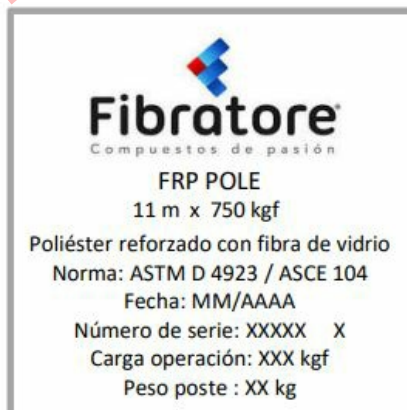 Fibratore
Compuestos de pasión
FRP POLE
11 m x 750 kgf
Poliéster reforzado con fibra de vidrio
Norma: ASTM D 4923 / ASCE 104
Fecha: MM/AAAA
Número de serie: XXXXX X
Carga operación: XXX kgf
Peso poste : XX kg